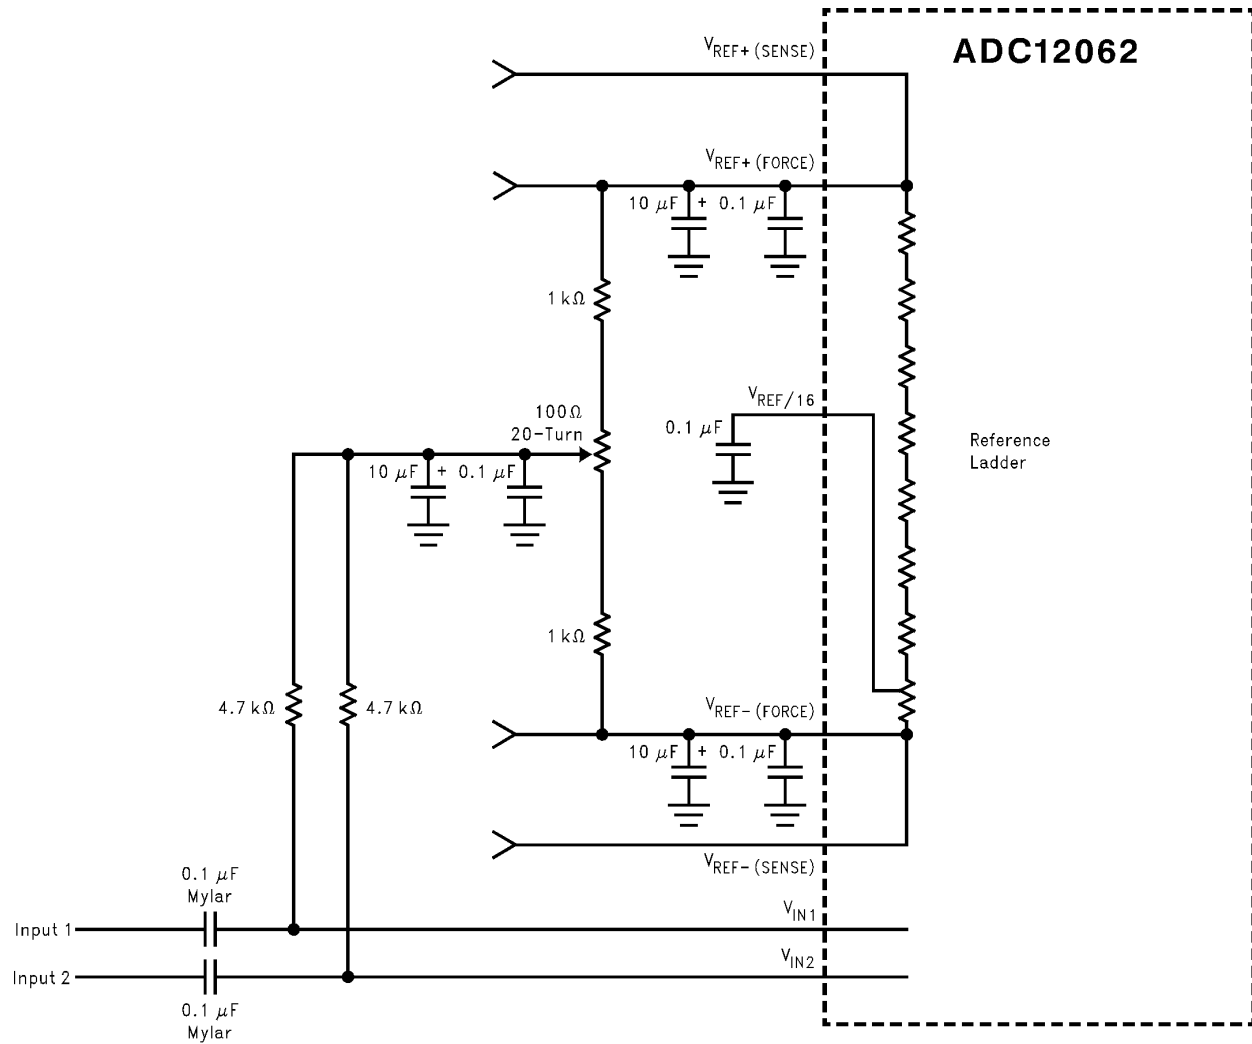 ADC12062
VREF+ (SENSE)
VREF+ (FORCE)
10 µF + 0.1 µF
1 kΩ
VREF/16
100Ω
20-Turn
0.1 µF
Reference
Ladder
10 µF + 0.1 µF
1 kΩ
4.7 kΩ
4.7 kΩ
VREF− (FORCE)
10 µF + 0.1 µF
VREF− (SENSE)
0.1 µF
Mylar
VIN1
Input 1
VIN2
Input 2
0.1 µF
Mylar